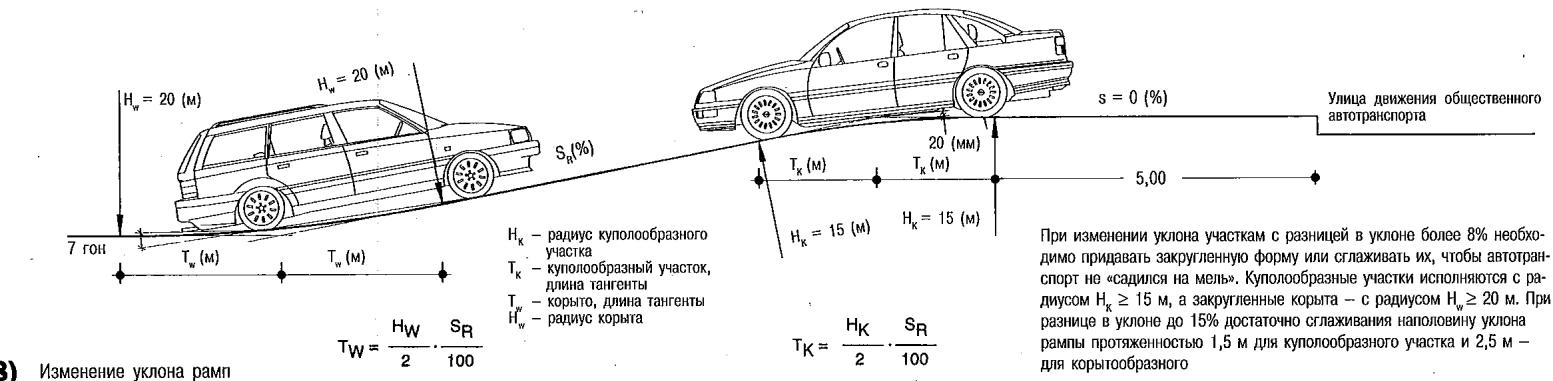 H_w = 20 (м)
H_w = 20 (м)
S_R(%)
s = 0 (%)
Улица движения общественного
автотранспорта
20 (мм)
T_K (м)
T_K (м)
5,00
H_K = 15 (м)
H_K = 15 (м)
7 гон
T_w (м)
T_w (м)
H_K – радиус куполообразного
участка
T_K – куполообразный участок,
длина тангенты
T_w – корыто, длина тангенты
H_w – радиус корыта
T_W = H_W/2 · S_R/100
T_K = H_K/2 · S_R/100
При изменении уклона участкам с разницей в уклоне более 8% необхо-
димо придавать закругленную форму или сглаживать их, чтобы автотран-
спорт не «садился на мель». Куполообразные участки исполняются с ра-
диусом H_K ≥ 15 м, а закругленные корыта – с радиусом H_w ≥ 20 м. При
разнице в уклоне до 15% достаточно сглаживания наполовину уклона
рампы протяженностью 1,5 м для куполообразного участка и 2,5 м –
для корытообразного
3) Изменение уклона рамп